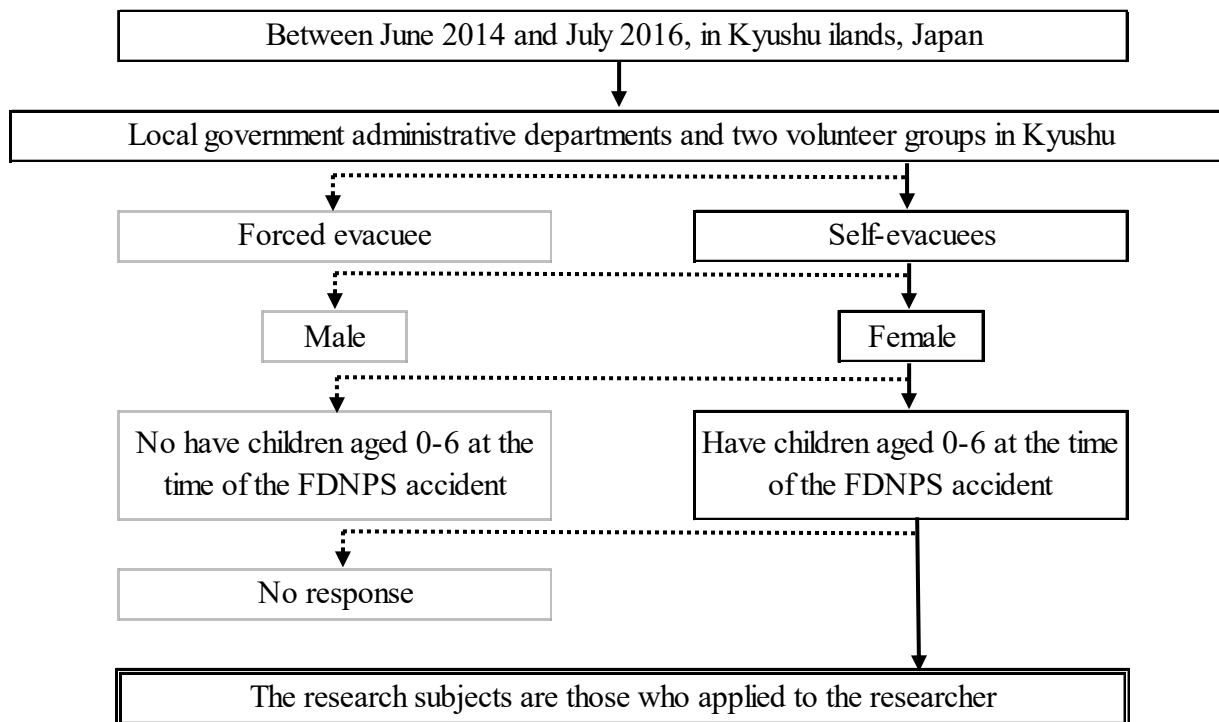 Between June 2014 and July 2016, in Kyushu ilands, Japan
Local government administrative departments and two volunteer groups in Kyushu
Forced evacuee
Self-evacuees
Male
Female
No have children aged 0-6 at the
time of the FDNPS accident
Have children aged 0-6 at the time
of the FDNPS accident
No response
The research subjects are those who applied to the researcher